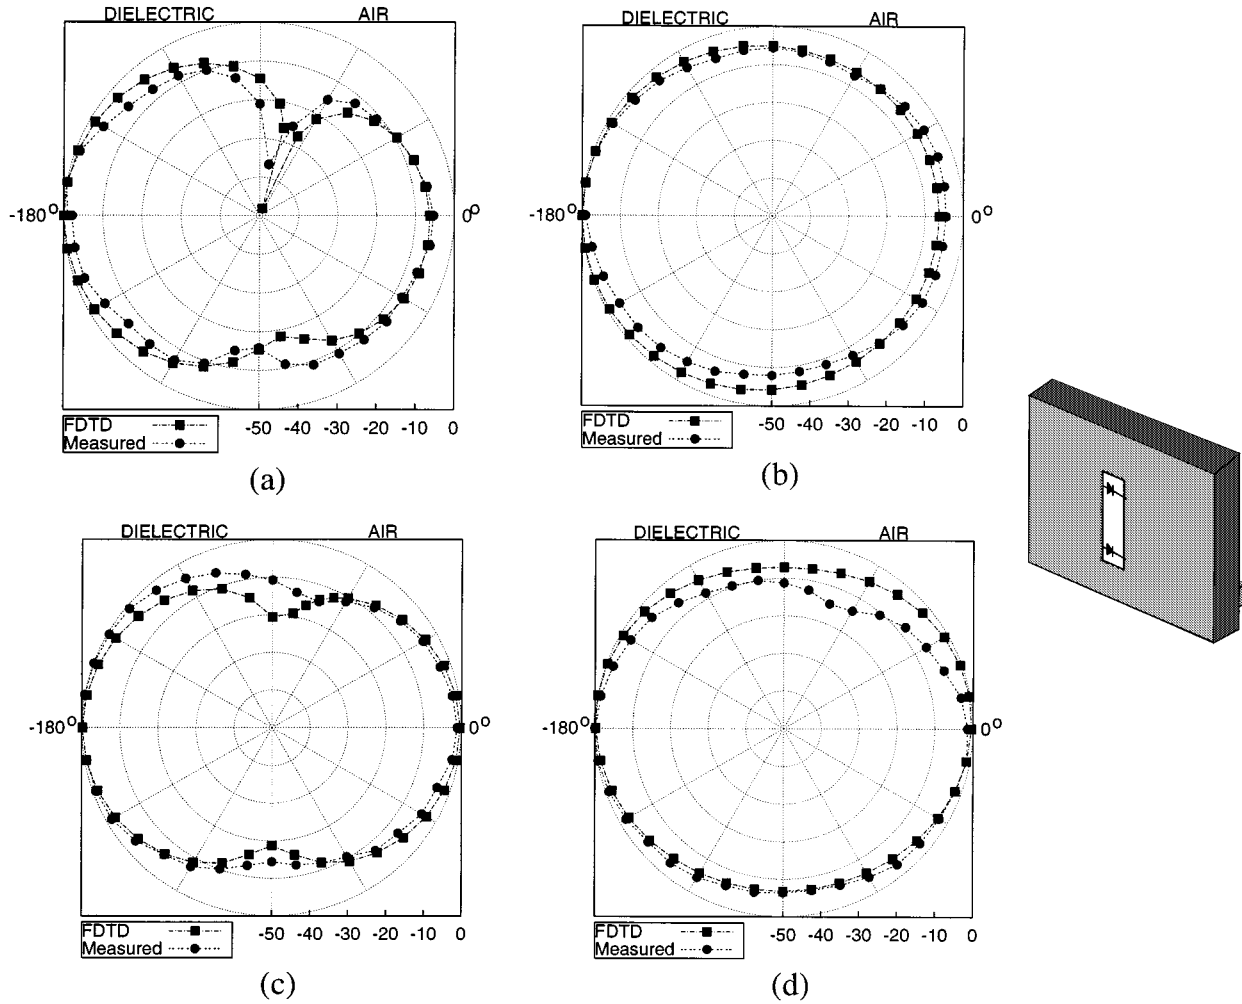 DIELECTRIC AIR
-180° 0°
FDTD
Measured
-50 -40 -30 -20 -10 0
(a)
DIELECTRIC AIR
-180° 0°
FDTD
Measured
-50 -40 -30 -20 -10 0
(b)
DIELECTRIC AIR
-180° 0°
FDTD
Measured
-50 -40 -30 -20 -10 0
(c)
DIELECTRIC AIR
-180° 0°
FDTD
Measured
-50 -40 -30 -20 -10 0
(d)